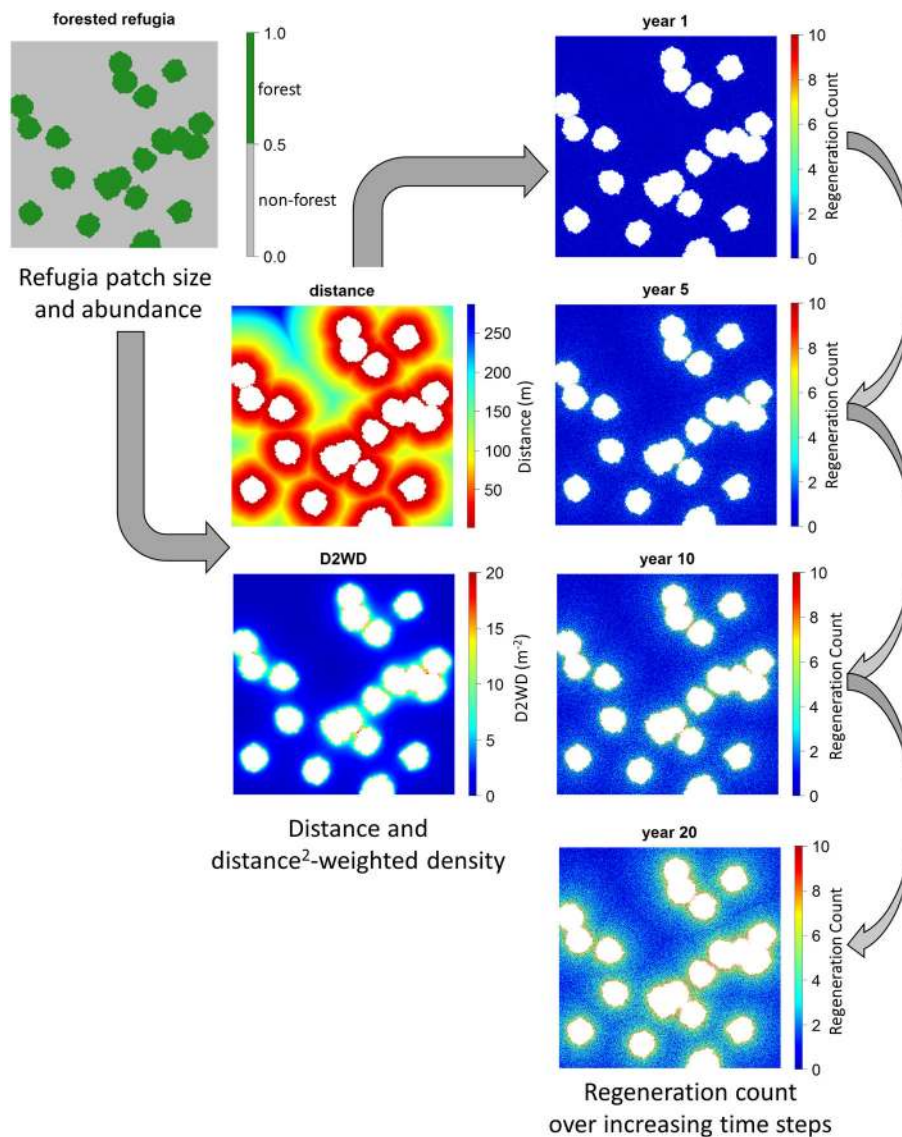 forested refugia
1.0
forest
0.5
non-forest
0.0
Refugia patch size
and abundance
distance
250
200
150
100
50
Distance (m)
D2WD
20
15
10
5
0
D2WD (m-2)
Distance and
distance2-weighted density
year 1
10
8
6
4
2
0
Regeneration Count
year 5
10
8
6
4
2
0
Regeneration Count
year 10
10
8
6
4
2
0
Regeneration Count
year 20
10
8
6
4
2
0
Regeneration Count
Regeneration count
over increasing time steps